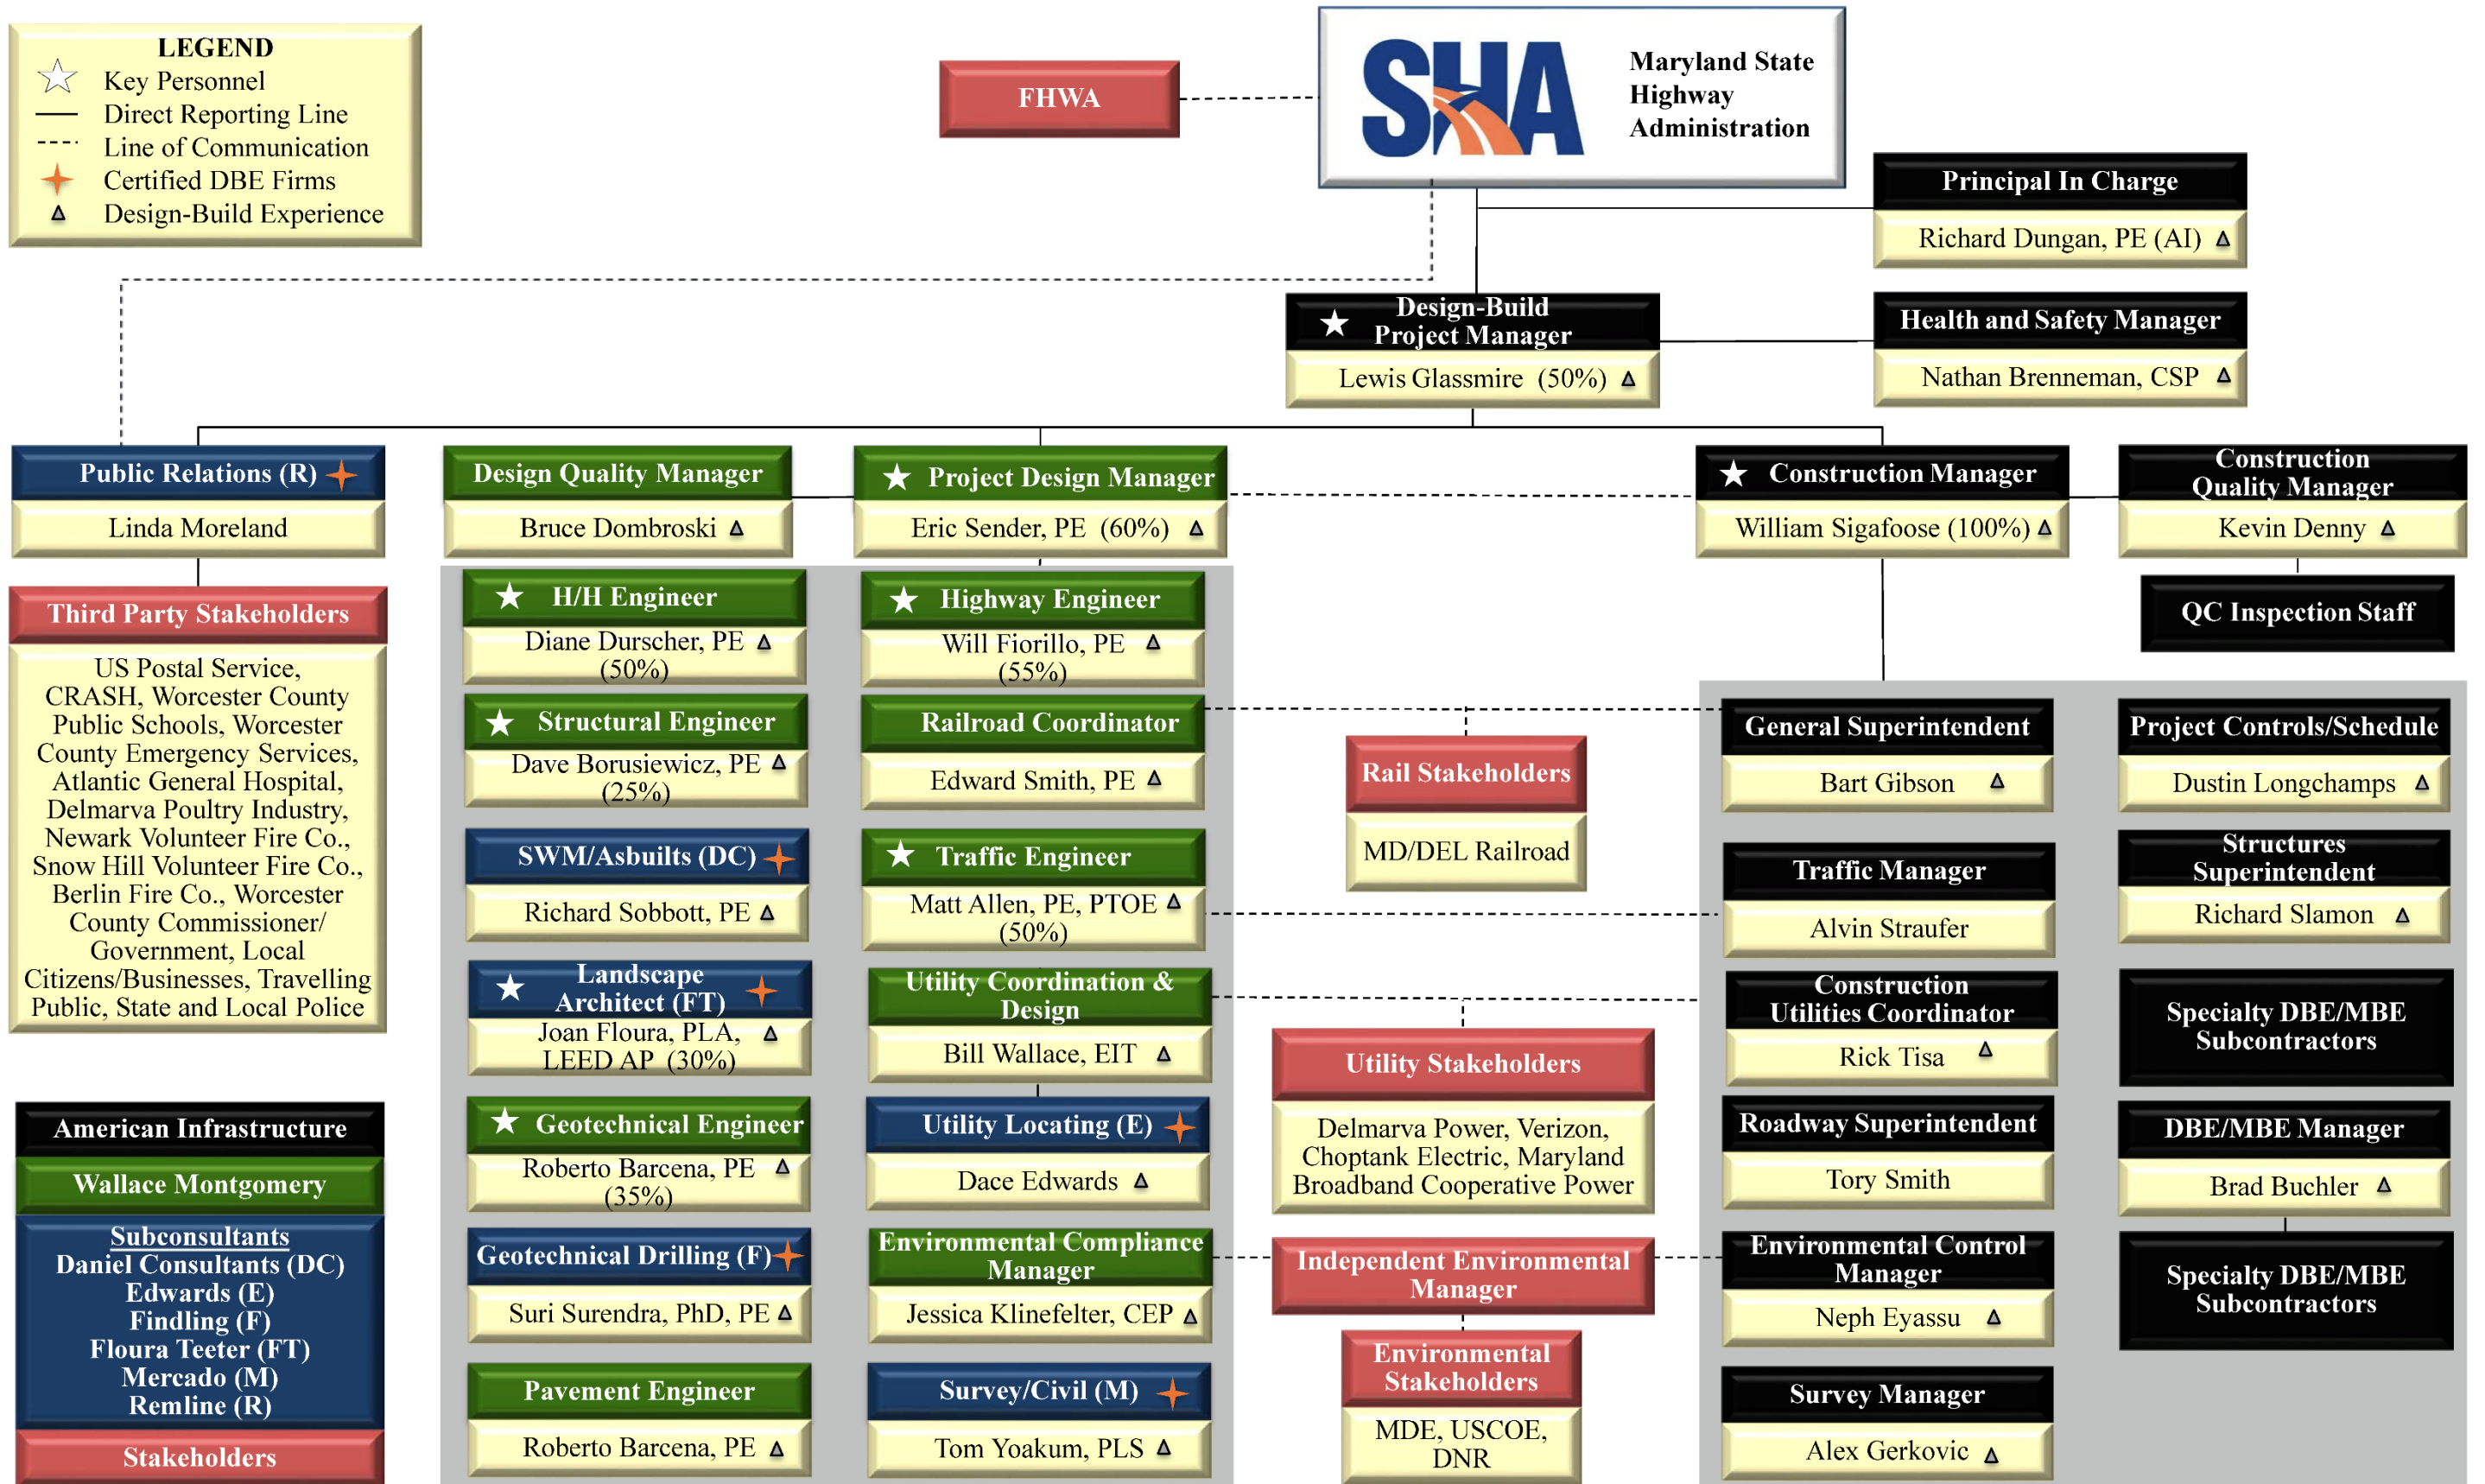 LEGEND
Key Personnel
Direct Reporting Line
Line of Communication
Certified DBE Firms
Design-Build Experience
FHWA
SHA
Maryland State
Highway
Administration
Principal In Charge
Richard Dungan, PE (AI)
Design-Build
Project Manager
Lewis Glassmire (50%)
Health and Safety Manager
Nathan Brenneman, CSP
Public Relations (R)
Linda Moreland
Design Quality Manager
Bruce Dombroski
Project Design Manager
Eric Sender, PE (60%)
Construction Manager
William Sigafoose (100%)
Construction
Quality Manager
Kevin Denny
QC Inspection Staff
Third Party Stakeholders
US Postal Service,
CRASH, Worcester County
Public Schools, Worcester
County Emergency Services,
Atlantic General Hospital,
Delmarva Poultry Industry,
Newark Volunteer Fire Co.,
Snow Hill Volunteer Fire Co.,
Berlin Fire Co., Worcester
County Commissioner/
Government, Local
Citizens/Businesses, Travelling
Public, State and Local Police
American Infrastructure
Wallace Montgomery
Subconsultants
Daniel Consultants (DC)
Edwards (E)
Findling (F)
Floura Teeter (FT)
Mercado (M)
Remline (R)
Stakeholders
H/H Engineer
Diane Durscher, PE
(50%)
Structural Engineer
Dave Borusiewicz, PE
(25%)
SWM/Asbuilts (DC)
Richard Sobbott, PE
Landscape
Architect (FT)
Joan Floura, PLA,
LEED AP (30%)
Geotechnical Engineer
Roberto Barcena, PE
(35%)
Geotechnical Drilling (F)
Suri Surendra, PhD, PE
Pavement Engineer
Roberto Barcena, PE
Highway Engineer
Will Fiorillo, PE
(55%)
Railroad Coordinator
Edward Smith, PE
Traffic Engineer
Matt Allen, PE, PTOE
(50%)
Utility Coordination &
Design
Bill Wallace, EIT
Utility Locating (E)
Dace Edwards
Environmental Compliance
Manager
Jessica Klinefelter, CEP
Survey/Civil (M)
Tom Yoakum, PLS
Rail Stakeholders
MD/DEL Railroad
Utility Stakeholders
Delmarva Power, Verizon,
Choptank Electric, Maryland
Broadband Cooperative Power
Independent Environmental
Manager
Environmental
Stakeholders
MDE, USCOE,
DNR
General Superintendent
Bart Gibson
Traffic Manager
Alvin Straufer
Construction
Utilities Coordinator
Rick Tisa
Roadway Superintendent
Tory Smith
Environmental Control
Manager
Neph Eyassu
Survey Manager
Alex Gerkovic
Project Controls/Schedule
Dustin Longchamps
Structures
Superintendent
Richard Slamon
Specialty DBE/MBE
Subcontractors
DBE/MBE Manager
Brad Buchler
Specialty DBE/MBE
Subcontractors